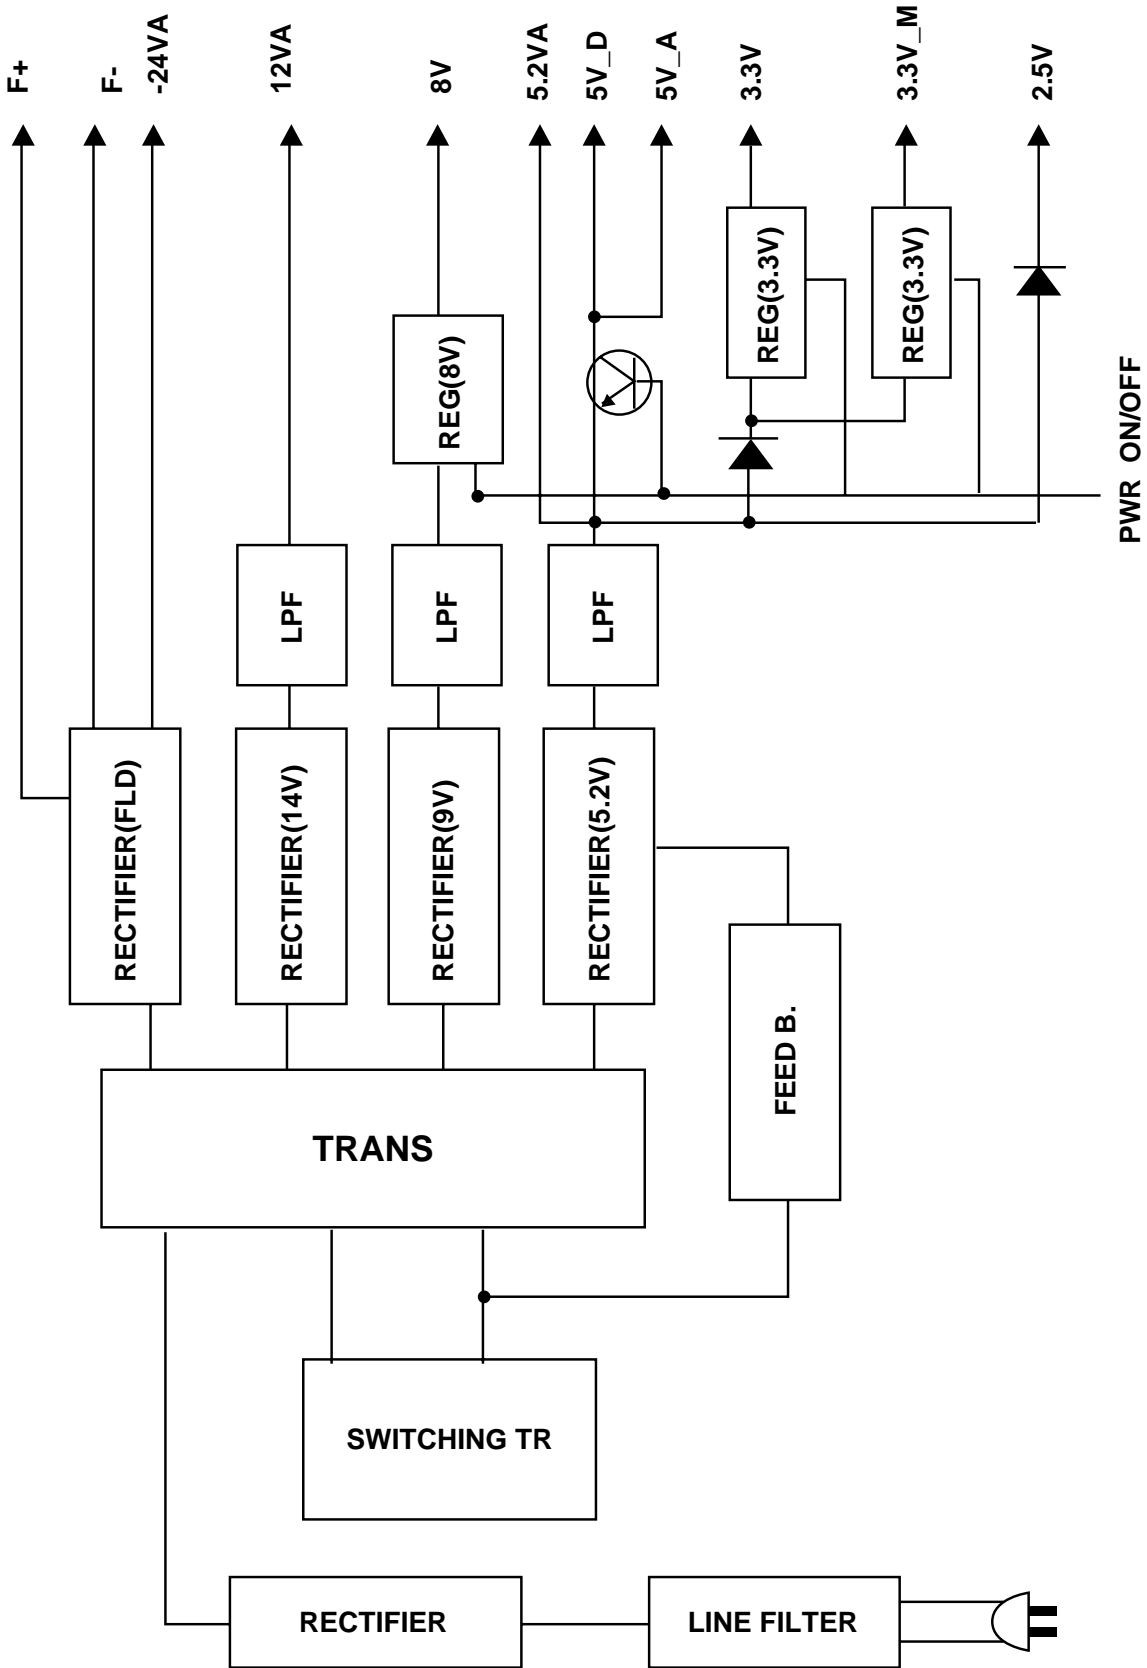 F+
F-
-24VA
12VA
8V
5.2VA
5V_D
5V_A
3.3V
3.3V_M
2.5V
REG(8V)
REG(3.3V)
REG(3.3V)
PWR ON/OFF
LPF
LPF
LPF
RECTIFIER(FLD)
RECTIFIER(14V)
RECTIFIER(9V)
RECTIFIER(5.2V)
FEED B.
TRANS
SWITCHING TR
RECTIFIER
LINE FILTER